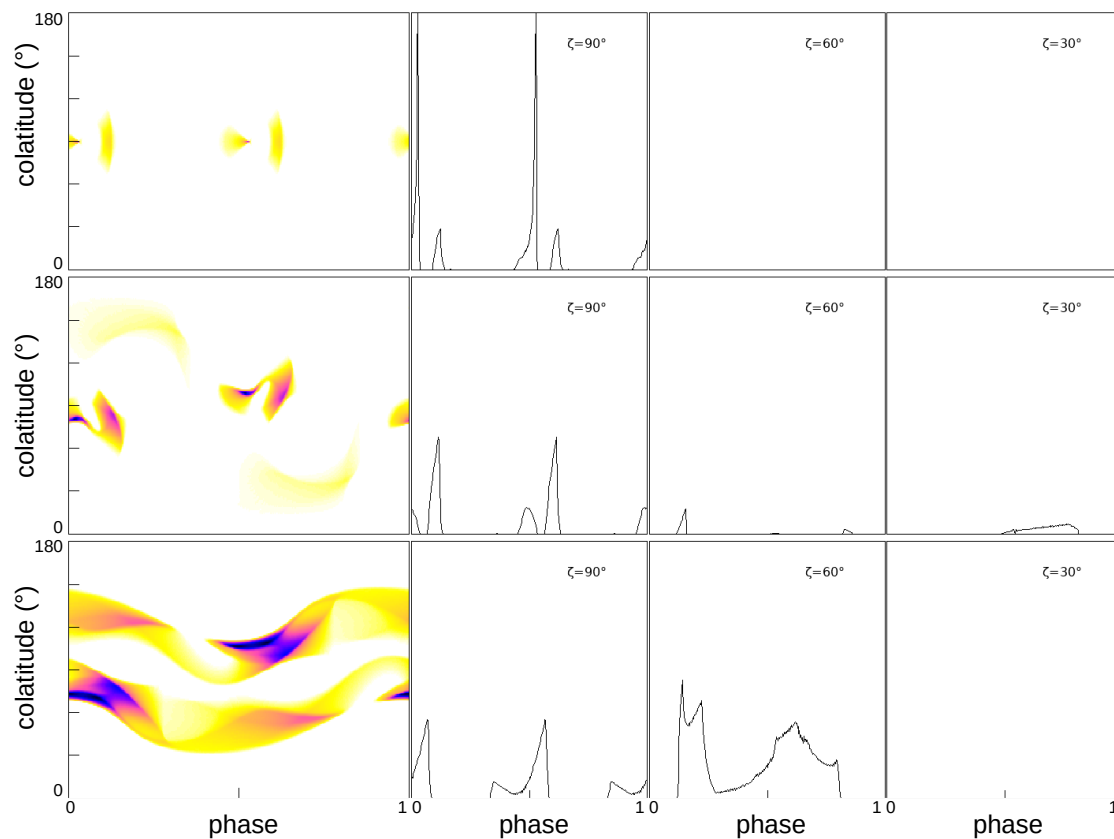 180
colatitude (°)
0
ζ=90°
ζ=60°
ζ=30°
180
colatitude (°)
0
ζ=90°
ζ=60°
ζ=30°
180
colatitude (°)
ζ=90°
ζ=60°
ζ=30°
0 1 0 1 0 1 0 1
phase phase phase phase